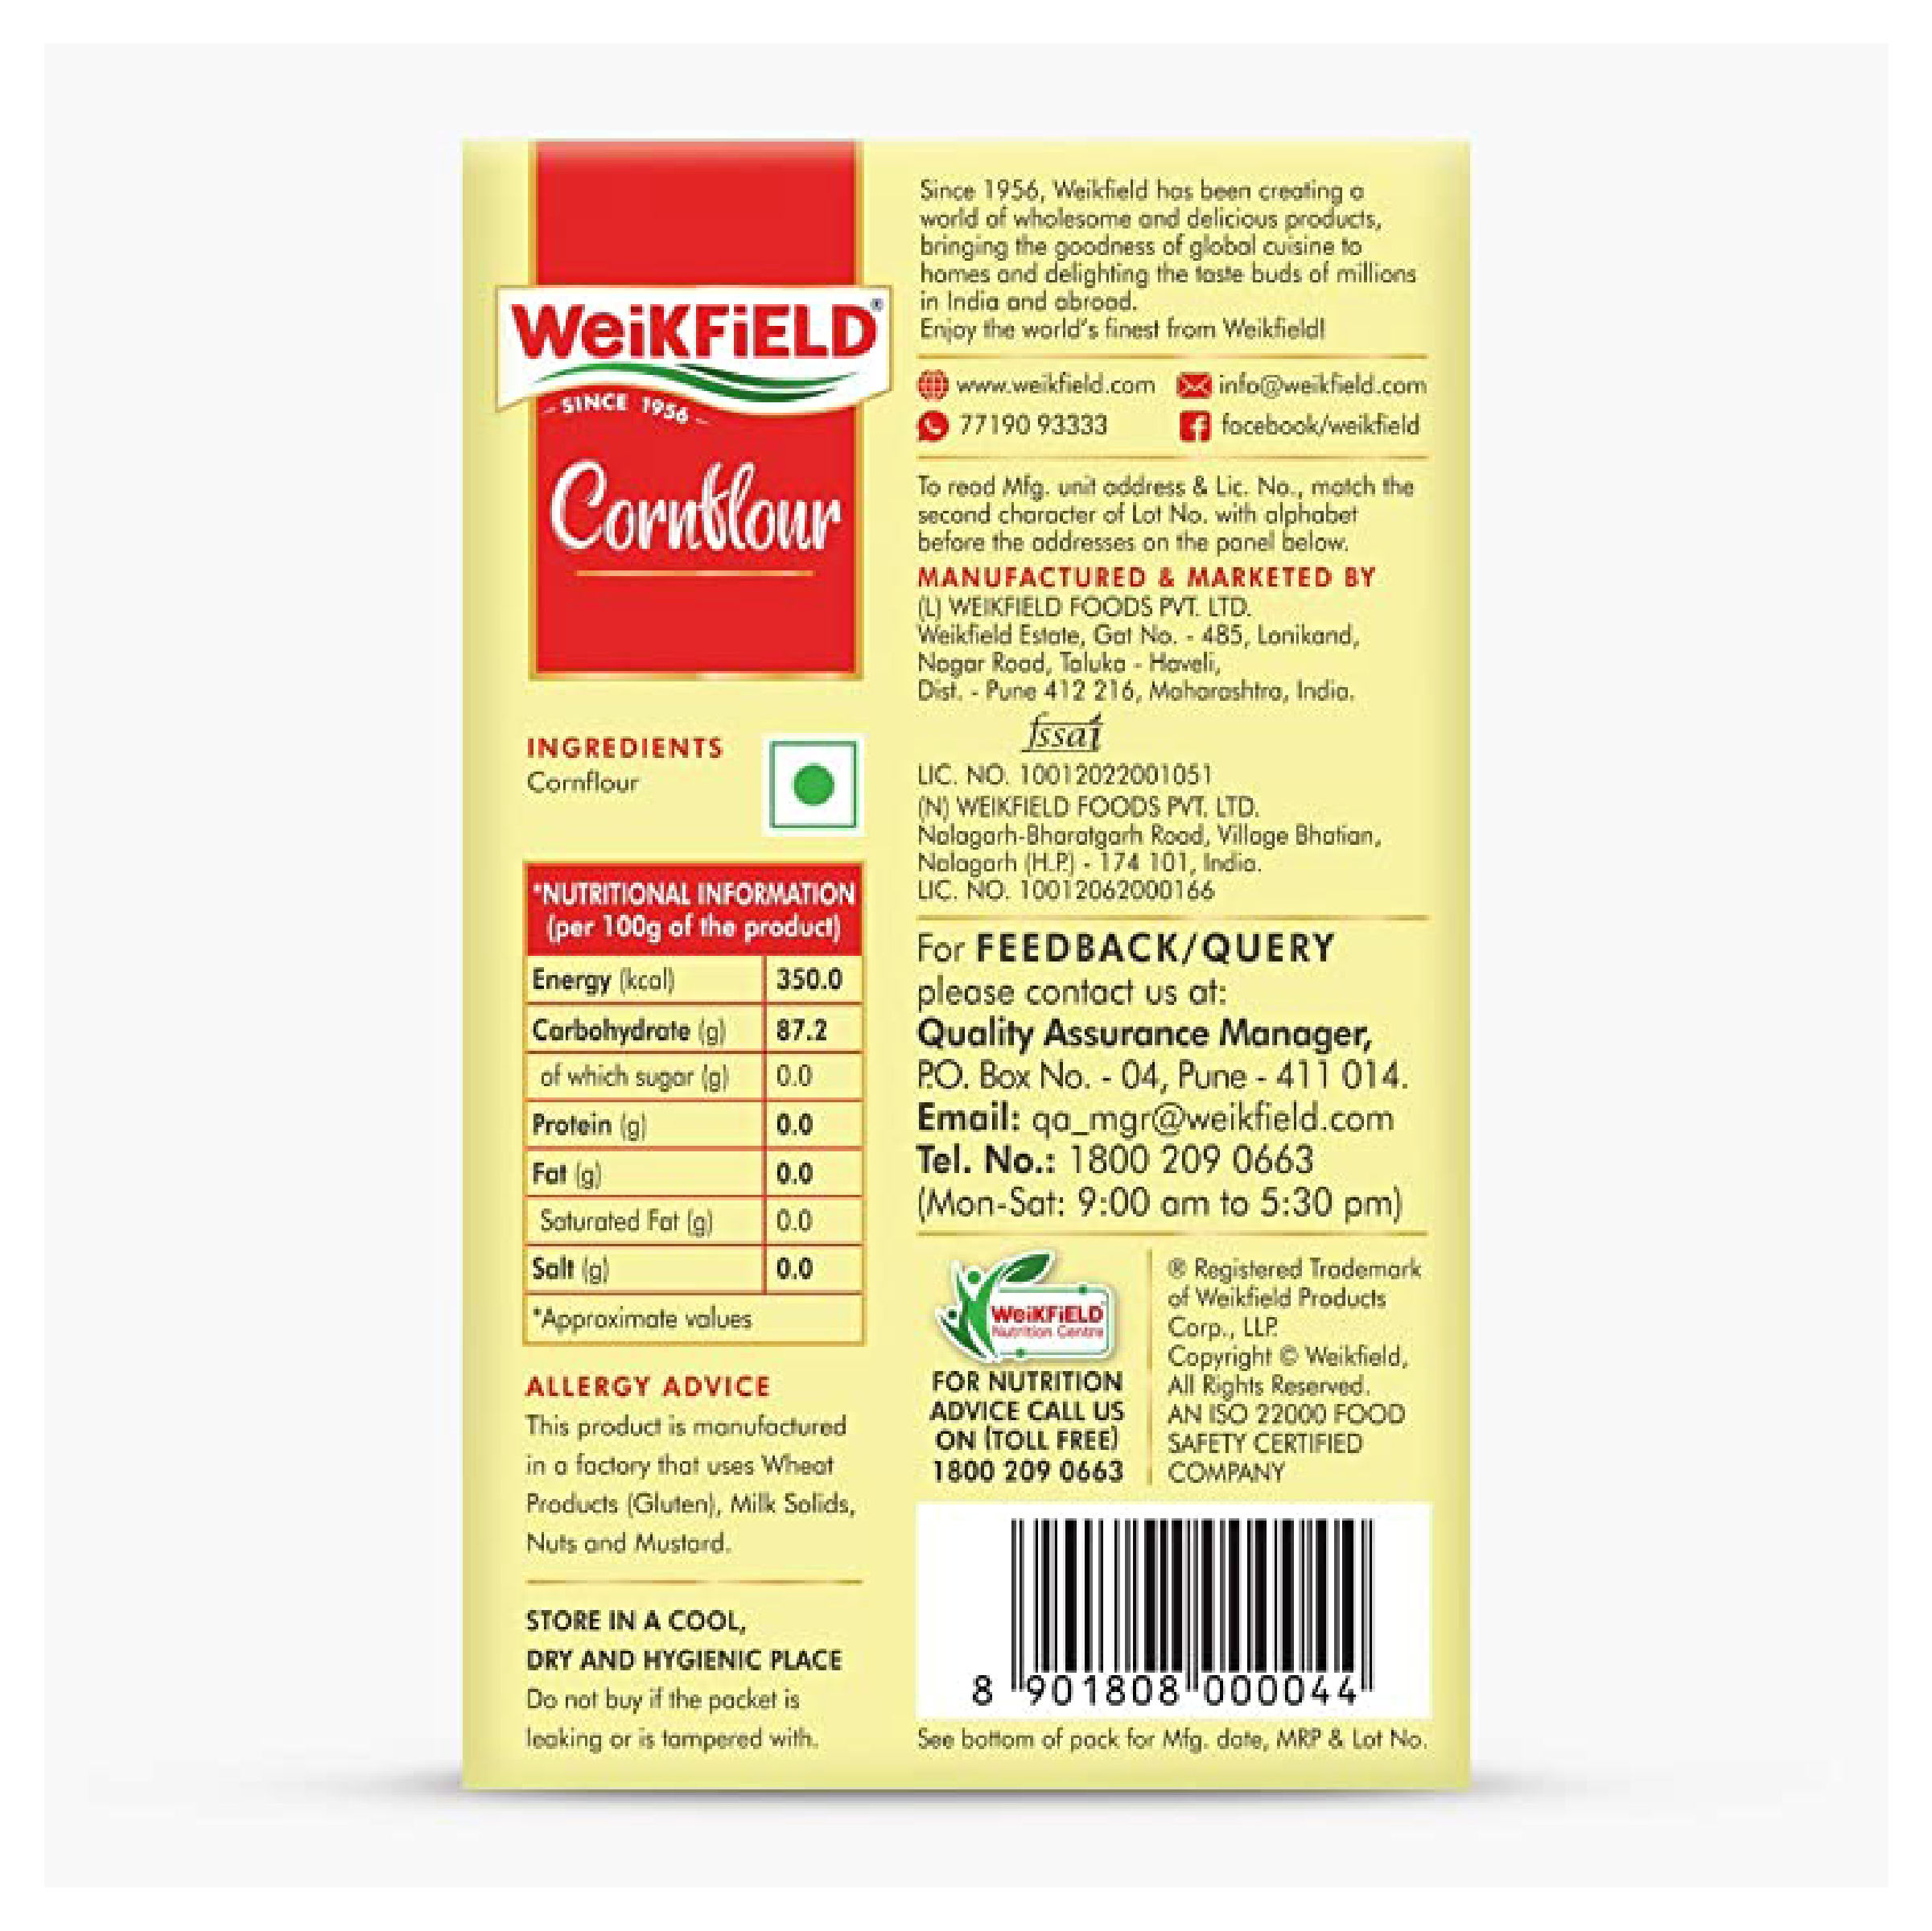 WeiKFiELD®
SINCE 1956
Cornflour
INGREDIENTS
Cornflour
*NUTRITIONAL INFORMATION
(per 100g of the product)
Energy (kcal) 350.0
Carbohydrate (g) 87.2
of which sugar (g) 0.0
Protein (g) 0.0
Fat (g) 0.0
Saturated Fat (g) 0.0
Salt (g) 0.0
*Approximate values
ALLERGY ADVICE
This product is manufactured
in a factory that uses Wheat
Products (Gluten), Milk Solids,
Nuts and Mustard.
STORE IN A COOL,
DRY AND HYGIENIC PLACE
Do not buy if the packet is
leaking or is tampered with.
Since 1956, Weikfield has been creating a
world of wholesome and delicious products,
bringing the goodness of global cuisine to
homes and delighting the taste buds of millions
in India and abroad.
Enjoy the world's finest from Weikfield!
www.weikfield.com info@weikfield.com
77190 93333 facebook/weikfield
To read Mfg. unit address & Lic. No., match the
second character of Lot No. with alphabet
before the addresses on the panel below.
MANUFACTURED & MARKETED BY
(L) WEIKFIELD FOODS PVT. LTD.
Weikfield Estate, Gat No. - 485, Lonikand,
Nagar Road, Taluka - Haveli,
Dist. - Pune 412 216, Maharashtra, India.
fssai
LIC. NO. 10012022001051
(N) WEIKFIELD FOODS PVT. LTD.
Nalagarh-Bharatgarh Road, Village Bhatian,
Nalagarh (H.P.) - 174 101, India.
LIC. NO. 10012062000166
For FEEDBACK/QUERY
please contact us at:
Quality Assurance Manager,
P.O. Box No. - 04, Pune - 411 014.
Email: qa_mgr@weikfield.com
Tel. No.: 1800 209 0663
(Mon-Sat: 9:00 am to 5:30 pm)
WeiKFiELD
Nutrition Centre
FOR NUTRITION
ADVICE CALL US
ON (TOLL FREE)
1800 209 0663
® Registered Trademark
of Weikfield Products
Corp., LLP.
Copyright © Weikfield,
All Rights Reserved.
AN ISO 22000 FOOD
SAFETY CERTIFIED
COMPANY
8 901808 000044
See bottom of pack for Mfg. date, MRP & Lot No.